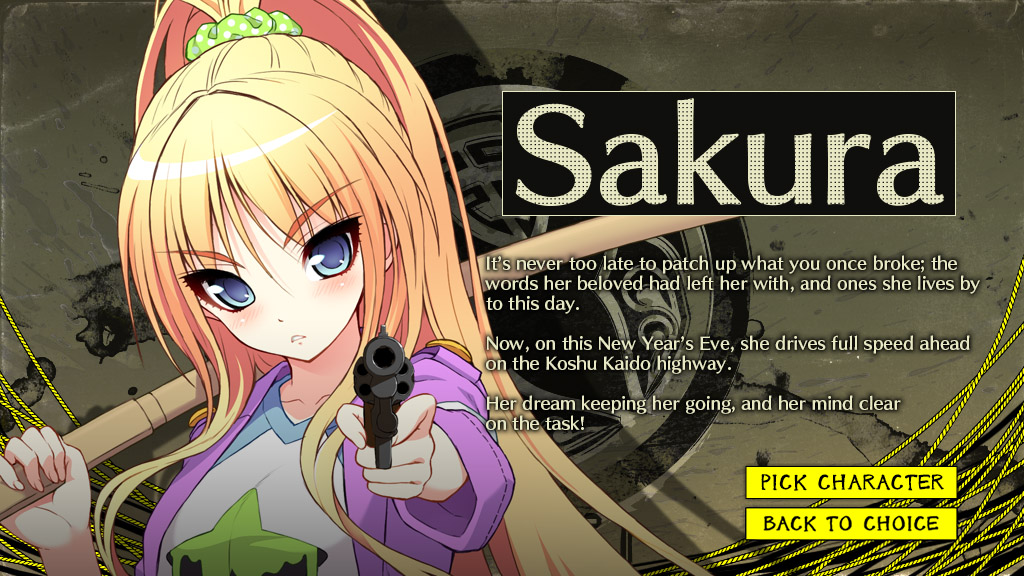 Sakura
It's never too late to patch up what you once broke; the
words her beloved had left her with, and ones she lives by
to this day.
Now, on this New Year's Eve, she drives full speed ahead
on the Koshu Kaido highway.
Her dream keeping her going, and her mind clear
on the task!
PICK CHARACTER
BACK TO CHOICE